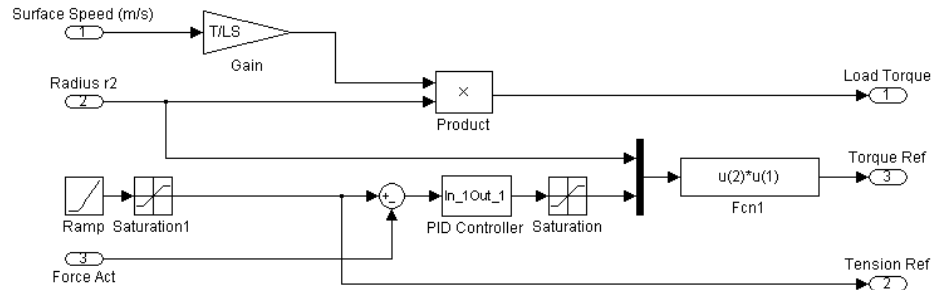 Surface Speed (m/s)
1
T/LS
Gain
Radius r2
2
×
Product
Load Torque
1
Ramp
Saturation1
+
-
In_1Out_1
PID Controller
Saturation
u(2)*u(1)
Fcn1
Torque Ref
3
3
Force Act
Tension Ref
2